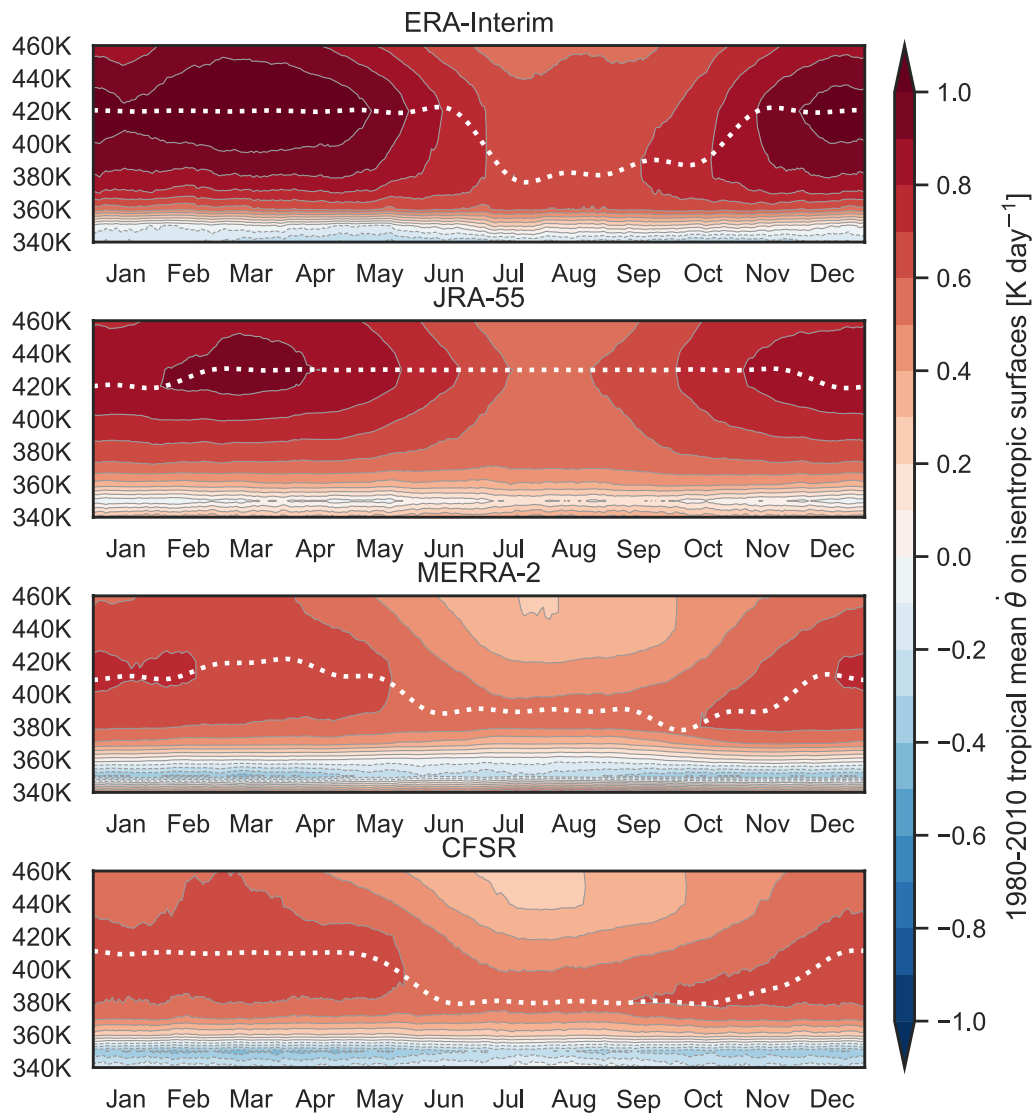 ERA-Interim
460K
440K
420K
400K
380K
360K
340K
Jan Feb Mar Apr May Jun Jul Aug Sep Oct Nov Dec
JRA-55
460K
440K
420K
400K
380K
360K
340K
Jan Feb Mar Apr May Jun Jul Aug Sep Oct Nov Dec
MERRA-2
460K
440K
420K
400K
380K
360K
340K
Jan Feb Mar Apr May Jun Jul Aug Sep Oct Nov Dec
CFSR
460K
440K
420K
400K
380K
360K
340K
Jan Feb Mar Apr May Jun Jul Aug Sep Oct Nov Dec
1.0
0.8
0.6
0.4
0.2
0.0
−0.2
−0.4
−0.6
−0.8
−1.0
1980-2010 tropical mean θ̇ on isentropic surfaces [K day⁻¹]